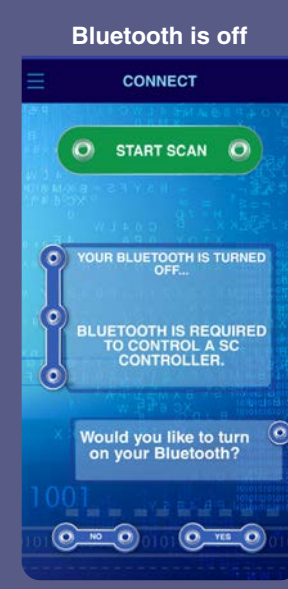 Bluetooth is off
CONNECT
START SCAN
YOUR BLUETOOTH IS TURNED
OFF...
BLUETOOTH IS REQUIRED
TO CONTROL A SC
CONTROLLER.
Would you like to turn
on your Bluetooth?
1001
NO
YES